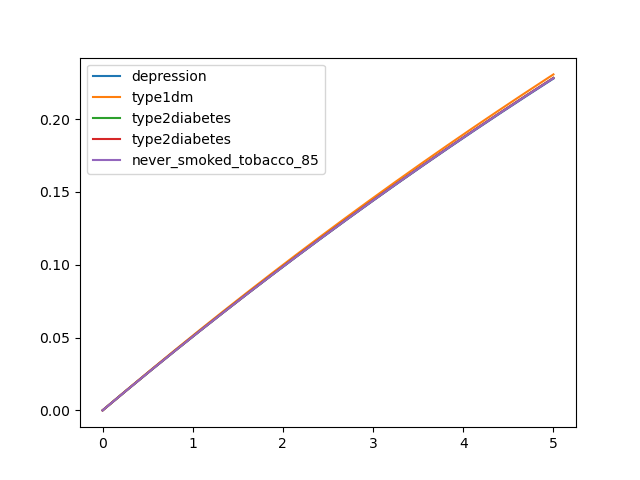 depression
type1dm
type2diabetes
type2diabetes
never_smoked_tobacco_85
0.20
0.15
0.10
0.05
0.00
0 1 2 3 4 5